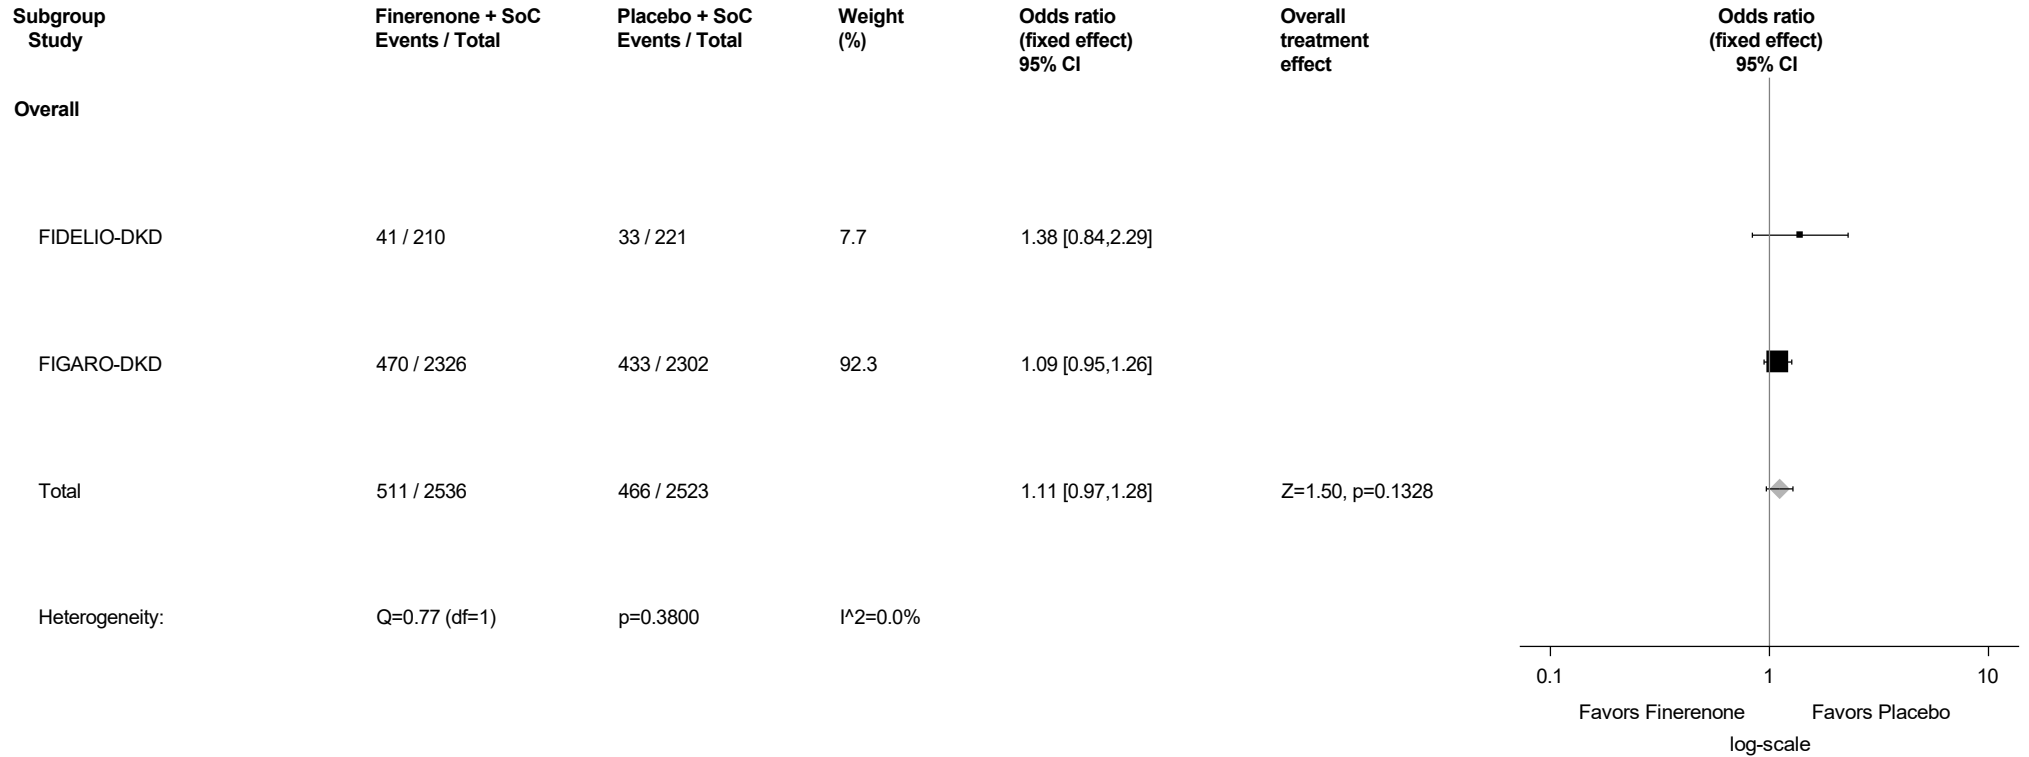 Subgroup Finerenone + SoC Placebo + SoC Weight Odds ratio Overall Odds ratio
Study Events / Total Events / Total (%) (fixed effect) treatment (fixed effect)
95% CI effect 95% CI
Overall
FIDELIO-DKD 41 / 210 33 / 221 7.7 1.38 [0.84,2.29]
FIGARO-DKD 470 / 2326 433 / 2302 92.3 1.09 [0.95,1.26]
Total 511 / 2536 466 / 2523 1.11 [0.97,1.28] Z=1.50, p=0.1328
Heterogeneity: Q=0.77 (df=1) p=0.3800 I^2=0.0%
0.1 1 10
Favors Finerenone Favors Placebo
log-scale